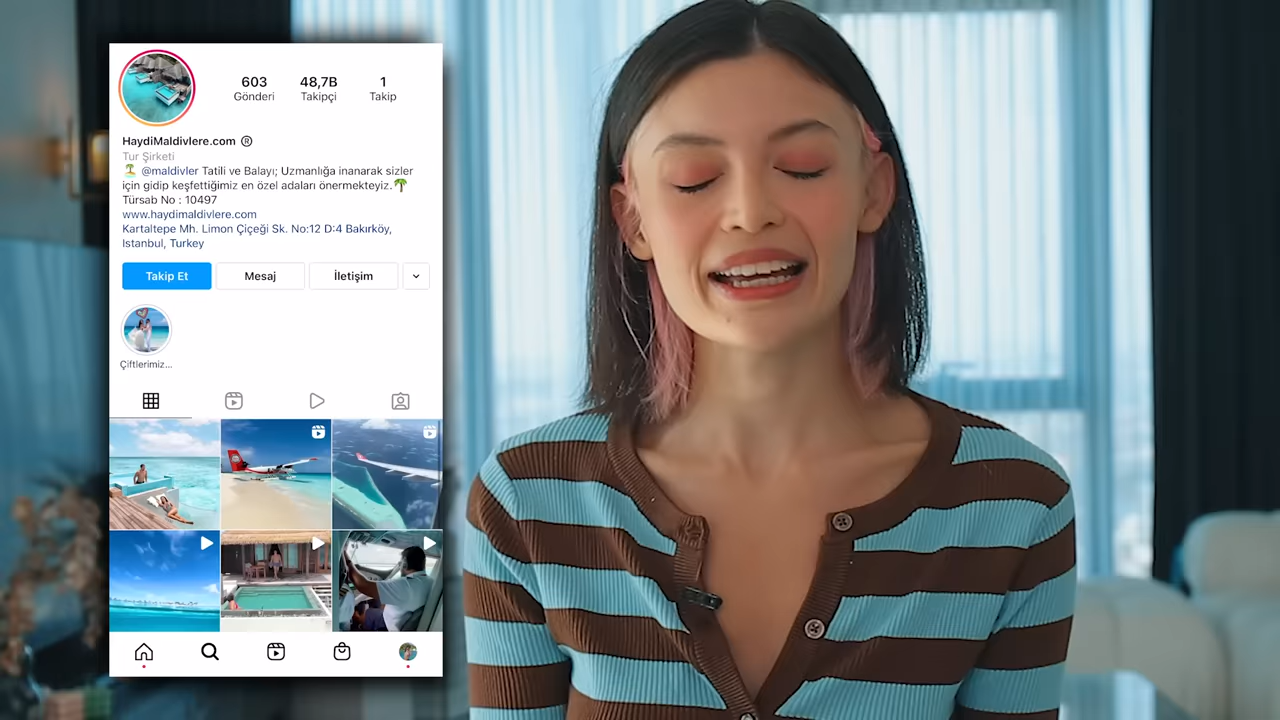 603 48,7B 1
Gönderi Takipçi Takip
HaydiMaldivlere.com ®
Tur Şirketi
🏝️ @maldivler Tatili ve Balayı; Uzmanlığa inanarak sizler
için gidip keşfettiğimiz en özel adaları önermekteyiz.🌴
Türsab No : 10497
www.haydimaldivlere.com
Kartaltepe Mh. Limon Çiçeği Sk. No:12 D:4 Bakırköy,
Istanbul, Turkey
Takip Et Mesaj İletişim
Çiftlerimiz...